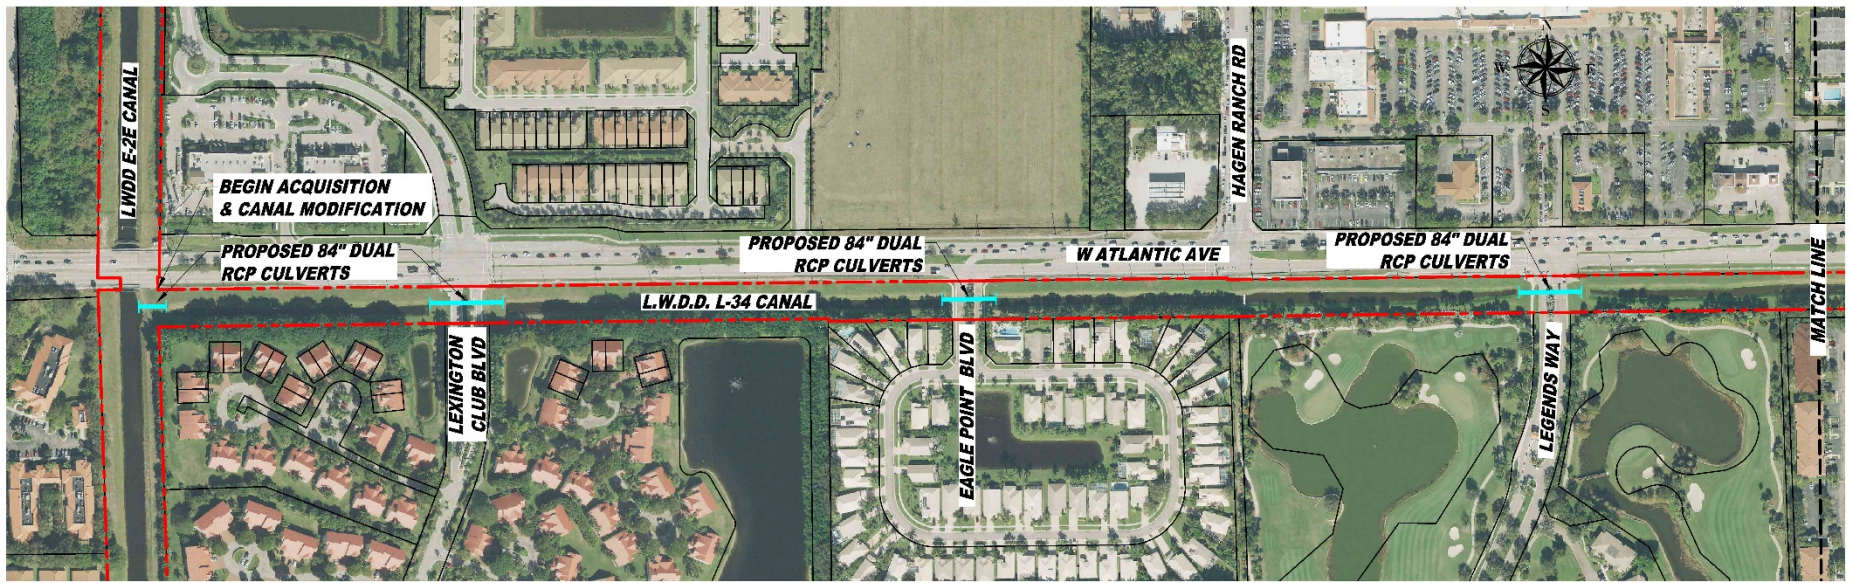 LWDD E-2E CANAL
BEGIN ACQUISITION
& CANAL MODIFICATION
PROPOSED 84" DUAL
RCP CULVERTS
LEXINGTON
CLUB BLVD
L.W.D.D. L-34 CANAL
PROPOSED 84" DUAL
RCP CULVERTS
EAGLE POINT BLVD
W ATLANTIC AVE
HAGEN RANCH RD
PROPOSED 84" DUAL
RCP CULVERTS
LEGENDS WAY
W
E
S
MATCH LINE